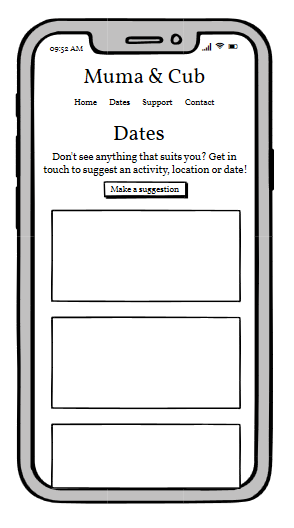 09:52 AM
Muma & Cub
Home Dates Support Contact
Dates
Don't see anything that suits you? Get in
touch to suggest an activity, location or date!
Make a suggestion